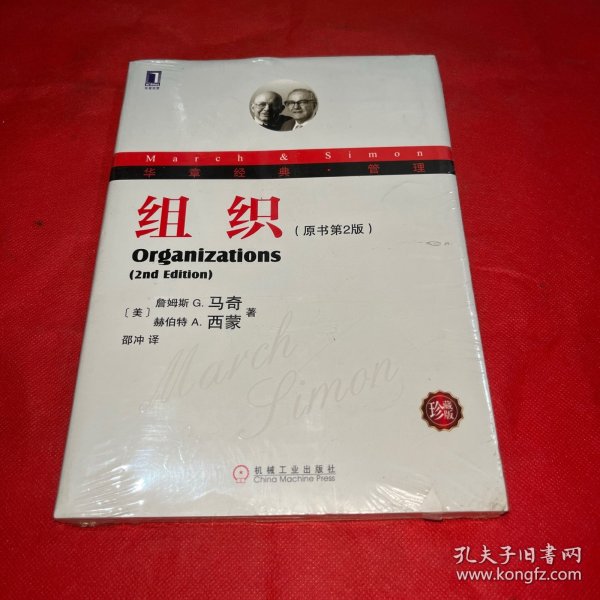 March & Simon
华章经典·管理
组织(原书第2版)
Organizations
(2nd Edition)
[美] 詹姆斯 G. 马奇
赫伯特 A. 西蒙 著
邵冲 译
March
Simon
珍藏版
机械工业出版社
China Machine Press
孔夫子旧书网
www.kongfz.com